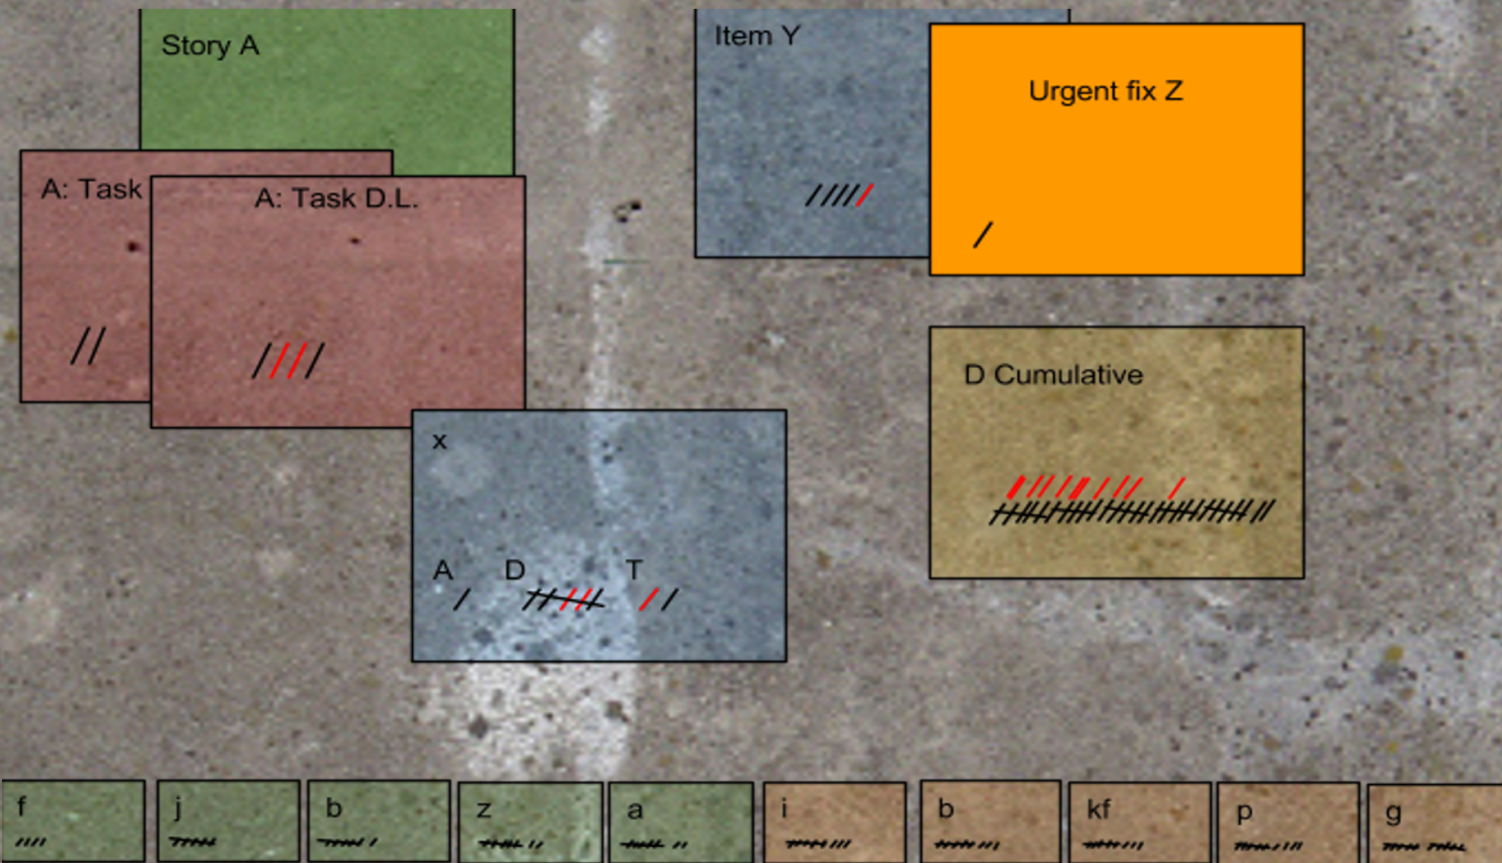 Story A
Item Y
Urgent fix Z
A: Task
A: Task D.L.
D Cumulative
x
A D T
f j b z a i b kf p g